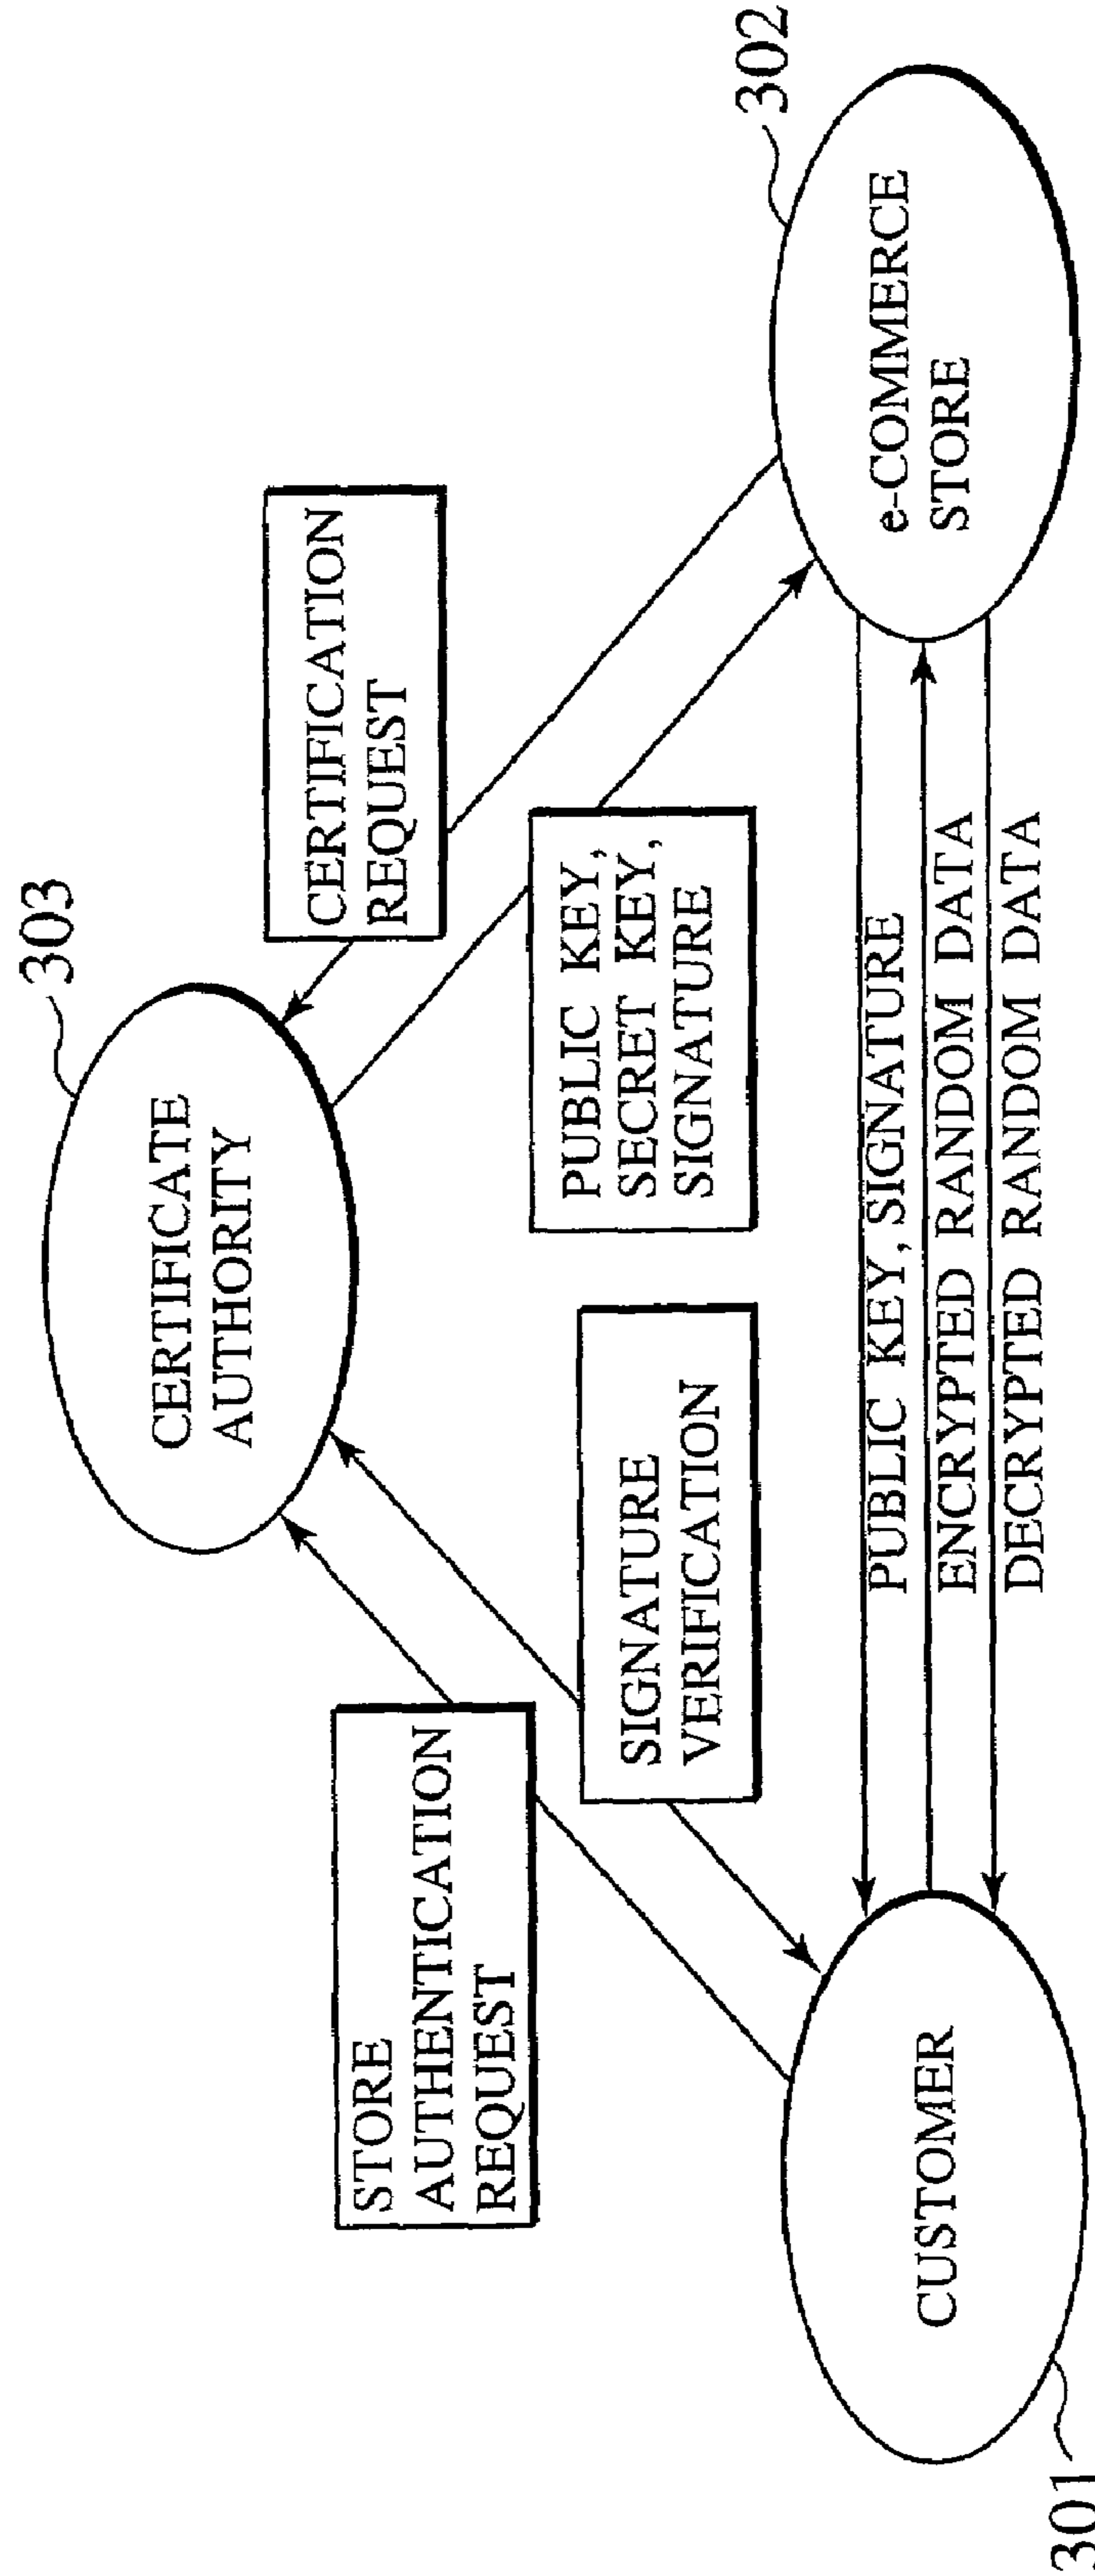 303
CERTIFICATE
AUTHORITY
CERTIFICATION
REQUEST
302
STORE
AUTHENTICATION
REQUEST
SIGNATURE
VERIFICATION
PUBLIC KEY,
SECRET KEY,
SIGNATURE
e-COMMERCE
STORE
CUSTOMER
PUBLIC KEY, SIGNATURE
ENCRYPTED RANDOM DATA
DECRYPTED RANDOM DATA
301